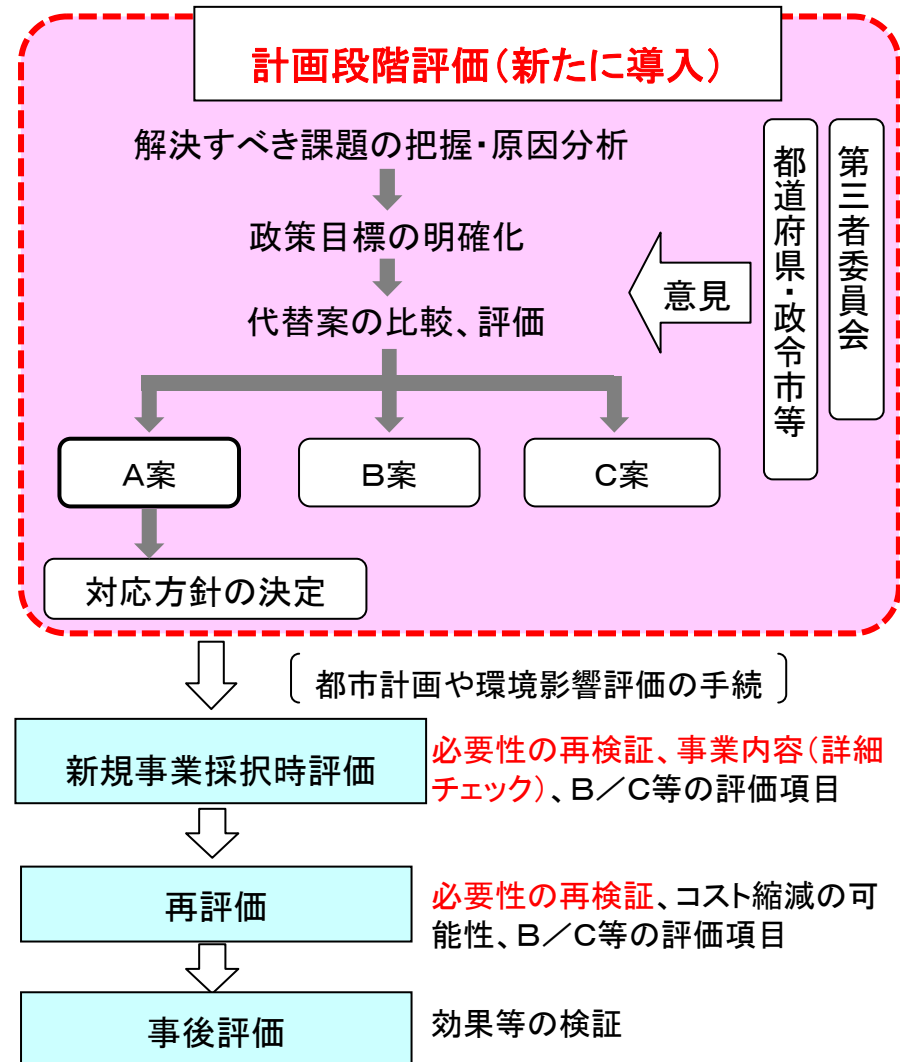 計画段階評価（新たに導入）
解決すべき課題の把握・原因分析
政策目標の明確化
代替案の比較、評価
意見
都道府県・政令市等
第三者委員会
A案
B案
C案
対応方針の決定
都市計画や環境影響評価の手続
新規事業採択時評価
必要性の再検証、事業内容（詳細
チェック）、B／C等の評価項目
再評価
必要性の再検証、コスト縮減の可
能性、B／C等の評価項目
事後評価
効果等の検証